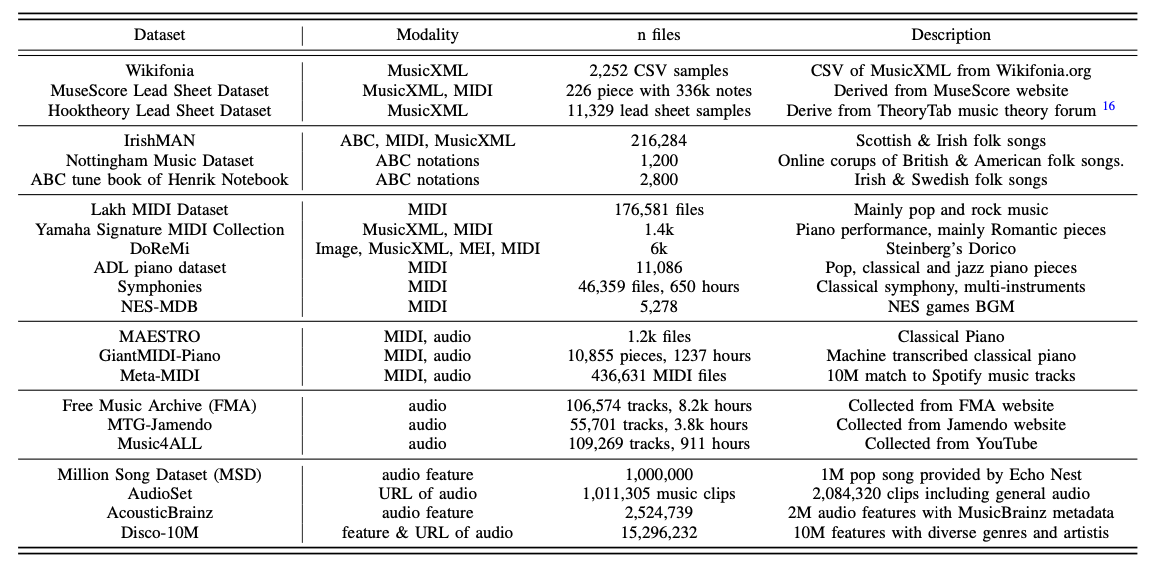 Dataset Modality n files Description
Wikifonia MusicXML 2,252 CSV samples CSV of MusicXML from Wikifonia.org
MuseScore Lead Sheet Dataset MusicXML, MIDI 226 piece with 336k notes Derived from MuseScore website
Hooktheory Lead Sheet Dataset MusicXML 11,329 lead sheet samples Derive from TheoryTab music theory forum 16
IrishMAN ABC, MIDI, MusicXML 216,284 Scottish & Irish folk songs
Nottingham Music Dataset ABC notations 1,200 Online corups of British & American folk songs.
ABC tune book of Henrik Notebook ABC notations 2,800 Irish & Swedish folk songs
Lakh MIDI Dataset MIDI 176,581 files Mainly pop and rock music
Yamaha Signature MIDI Collection MusicXML, MIDI 1.4k Piano performance, mainly Romantic pieces
DoReMi Image, MusicXML, MEI, MIDI 6k Steinberg's Dorico
ADL piano dataset MIDI 11,086 Pop, classical and jazz piano pieces
Symphonies MIDI 46,359 files, 650 hours Classical symphony, multi-instruments
NES-MDB MIDI 5,278 NES games BGM
MAESTRO MIDI, audio 1.2k files Classical Piano
GiantMIDI-Piano MIDI, audio 10,855 pieces, 1237 hours Machine transcribed classical piano
Meta-MIDI MIDI, audio 436,631 MIDI files 10M match to Spotify music tracks
Free Music Archive (FMA) audio 106,574 tracks, 8.2k hours Collected from FMA website
MTG-Jamendo audio 55,701 tracks, 3.8k hours Collected from Jamendo website
Music4ALL audio 109,269 tracks, 911 hours Collected from YouTube
Million Song Dataset (MSD) audio feature 1,000,000 1M pop song provided by Echo Nest
AudioSet URL of audio 1,011,305 music clips 2,084,320 clips including general audio
AcousticBrainz audio feature 2,524,739 2M audio features with MusicBrainz metadata
Disco-10M feature & URL of audio 15,296,232 10M features with diverse genres and artistis